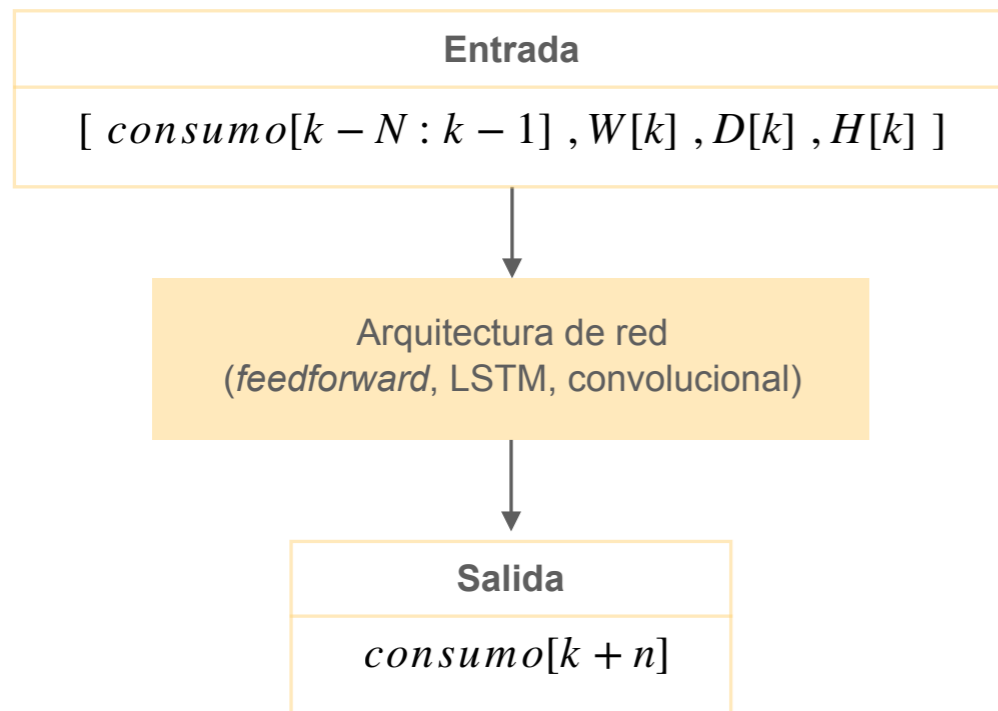 Entrada
[ consumo[k − N : k − 1] , W[k] , D[k] , H[k] ]
Arquitectura de red
(feedforward, LSTM, convolucional)
Salida
consumo[k + n]